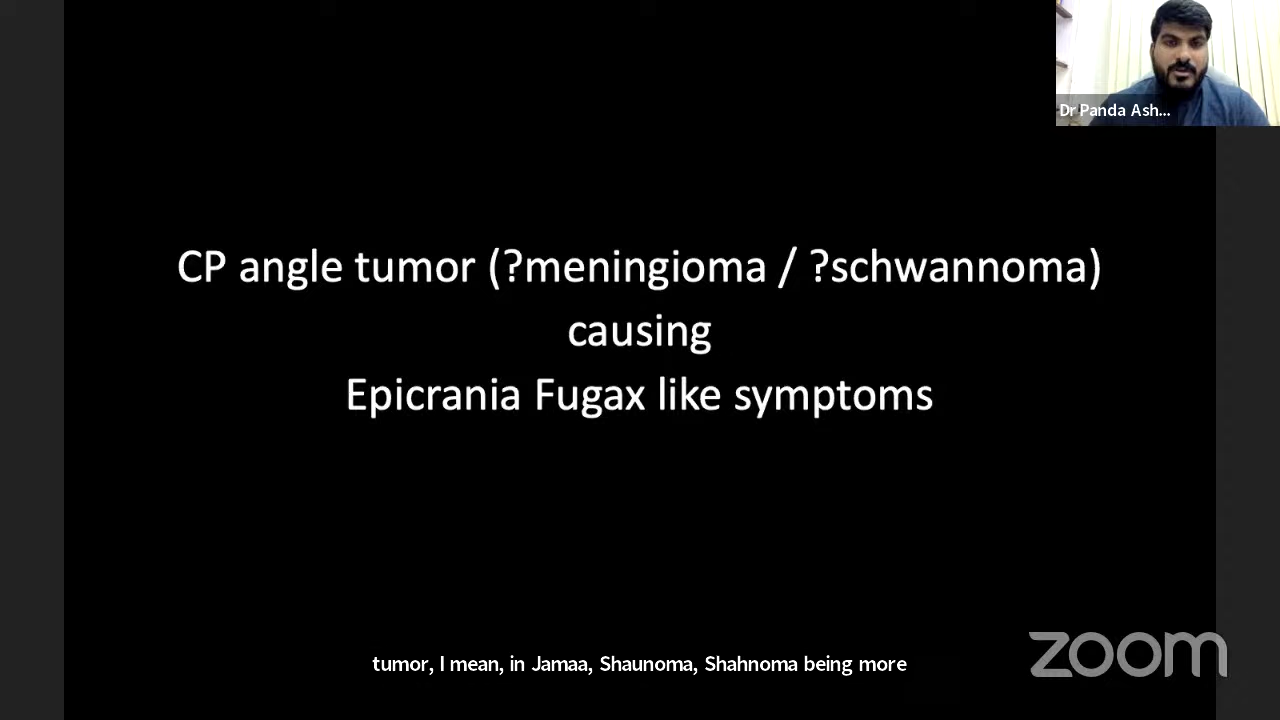 Dr Panda Ash...
CP angle tumor (?meningioma / ?schwannoma)
causing
Epicrania Fugax like symptoms
tumor, I mean, in Jamaa, Shaunoma, Shahnoma being more
zoom